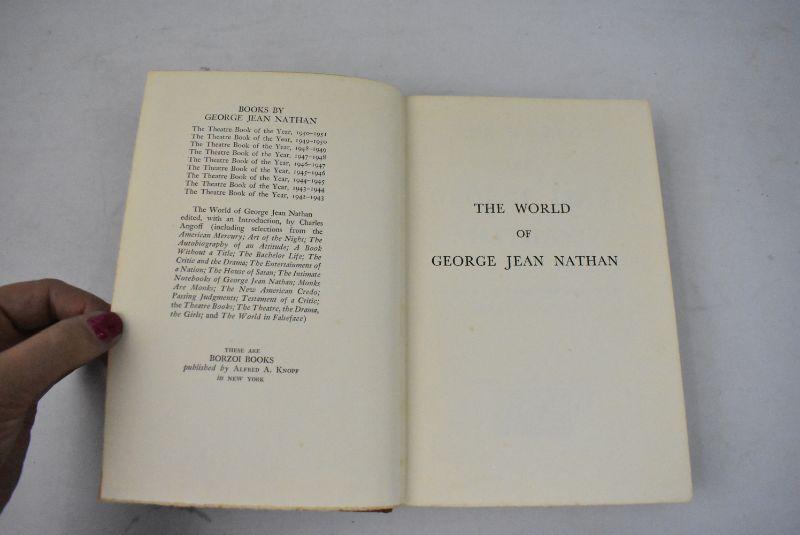 BOOKS BY
GEORGE JEAN NATHAN
The Theatre Book of the Year, 1950-1951
The Theatre Book of the Year, 1949-1950
The Theatre Book of the Year, 1948-1949
The Theatre Book of the Year, 1947-1948
The Theatre Book of the Year, 1946-1947
The Theatre Book of the Year, 1945-1946
The Theatre Book of the Year, 1944-1945
The Theatre Book of the Year, 1943-1944
The Theatre Book of the Year, 1942-1943
The World of George Jean Nathan
edited, with an Introduction, by Charles
Angoff (including selections from the
American Mercury; Art of the Night; The
Autobiography of an Attitude; A Book
Without a Title; The Bachelor Life; The
Critic and the Drama; The Entertainment of
a Nation; The House of Satan; The Intimate
Notebooks of George Jean Nathan; Monks
Are Monks; The New American Credo;
Passing Judgments; Testament of a Critic;
the Theatre Books; The Theatre, the Drama,
the Girls; and The World in Falseface)
THESE ARE
BORZOI BOOKS
published by ALFRED A. KNOPF
IN NEW YORK
THE WORLD
OF
GEORGE JEAN NATHAN